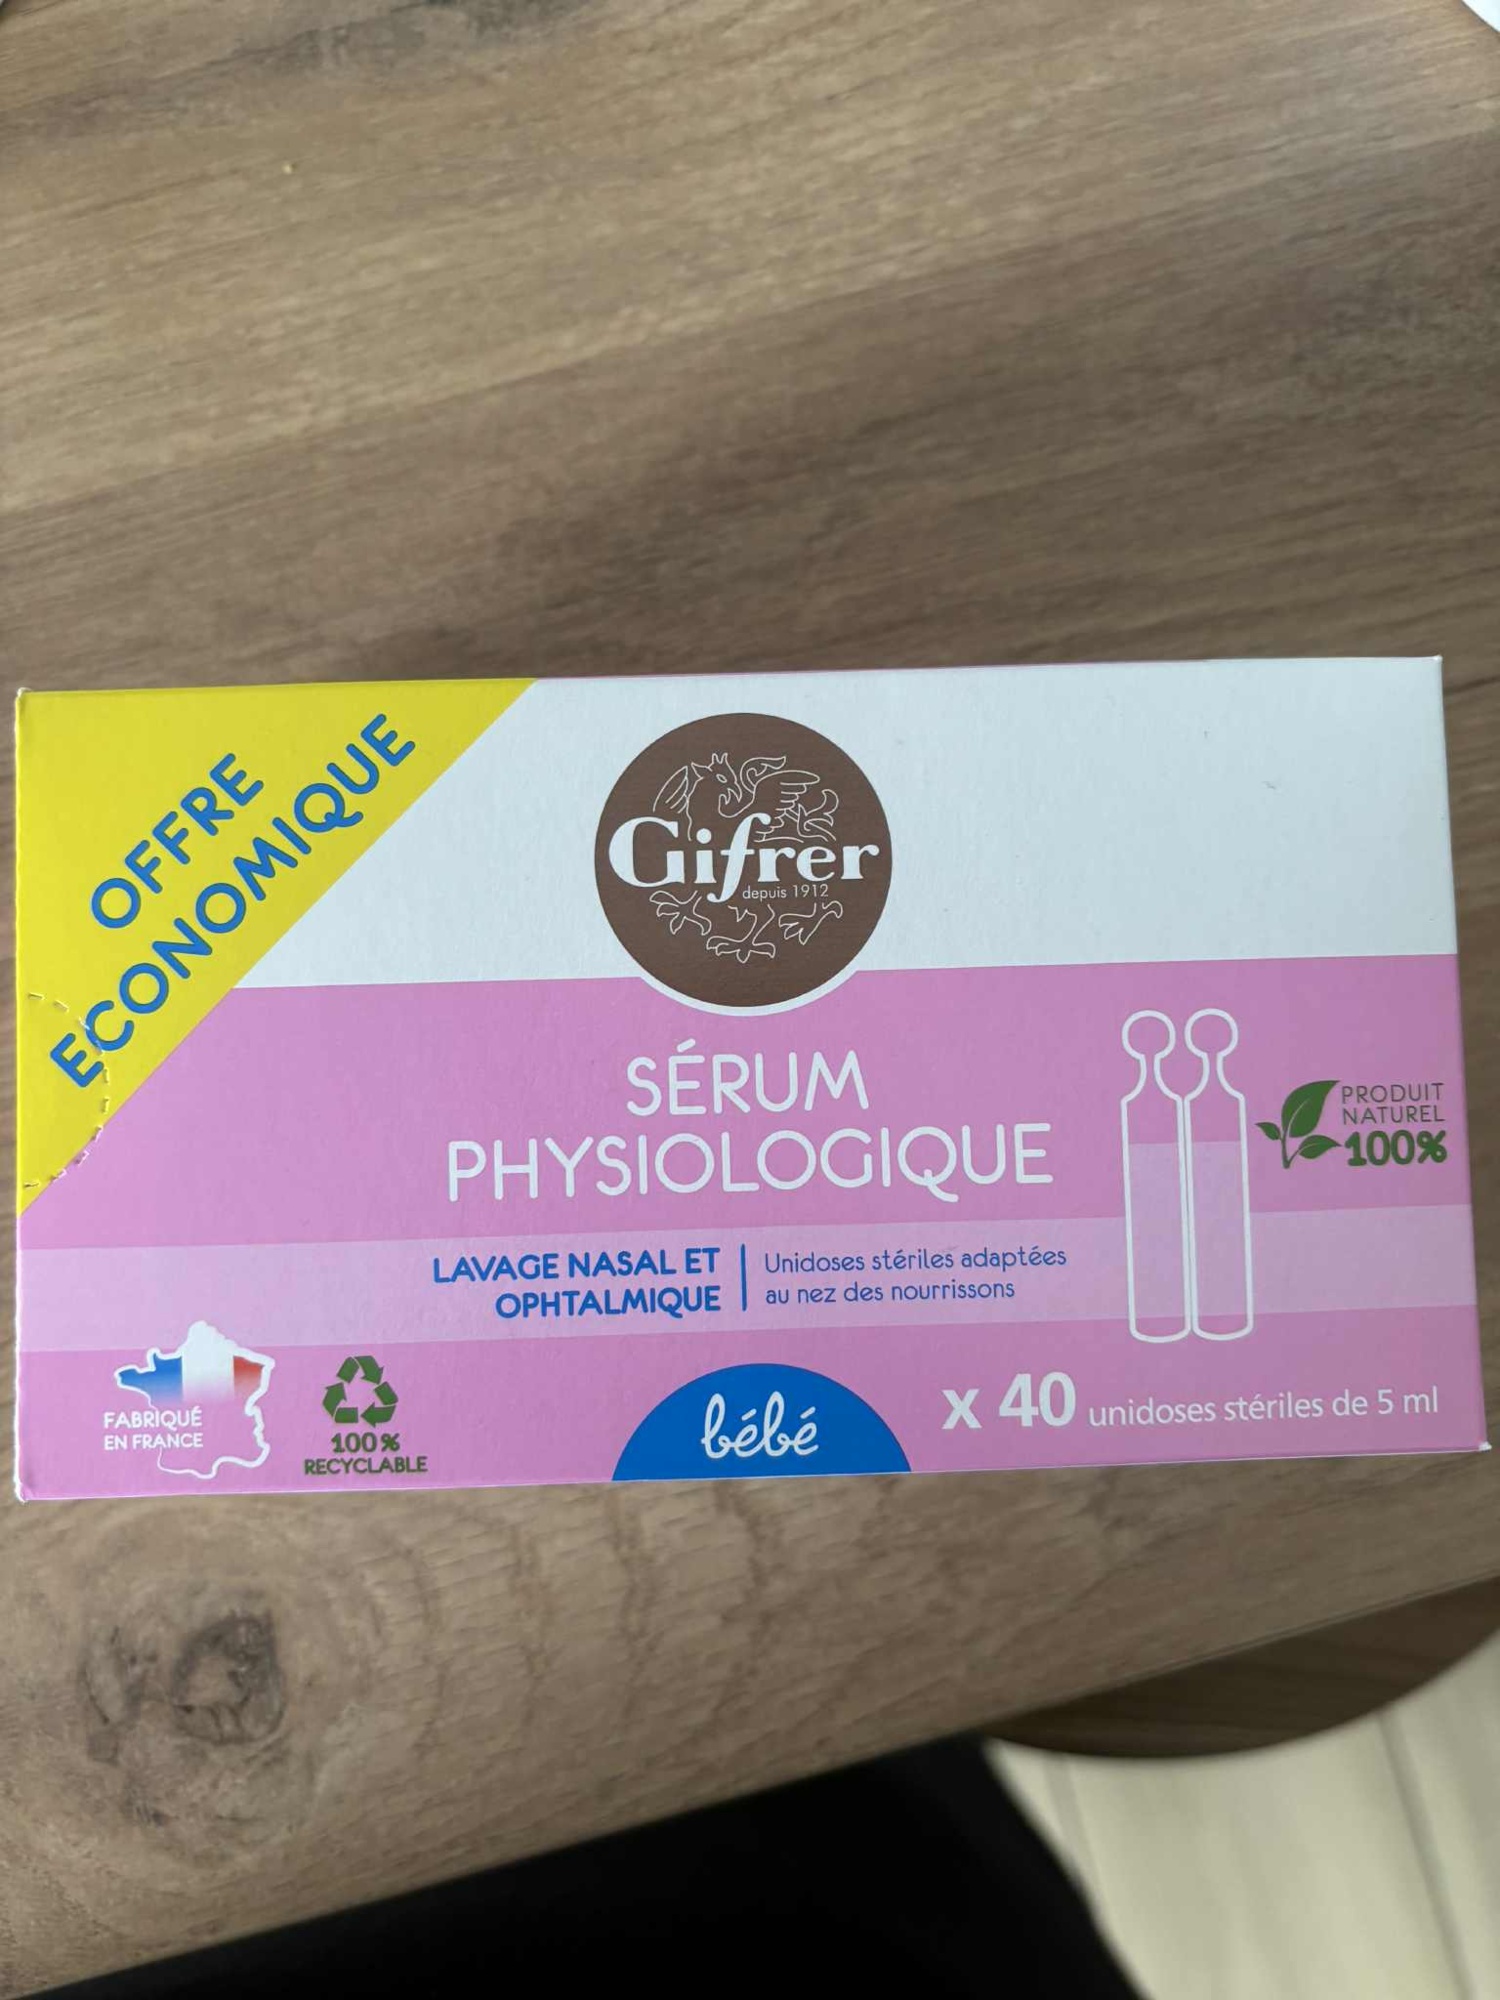 OFFRE
ECONOMIQUE
Gifrer
depuis 1912
SÉRUM
PHYSIOLOGIQUE
PRODUIT
NATUREL
100%
LAVAGE NASAL ET
OPHTALMIQUE
Unidoses stériles adaptées
au nez des nourrissons
FABRIQUÉ
EN FRANCE
100%
RECYCLABLE
bébé
x 40 unidoses stériles de 5 ml